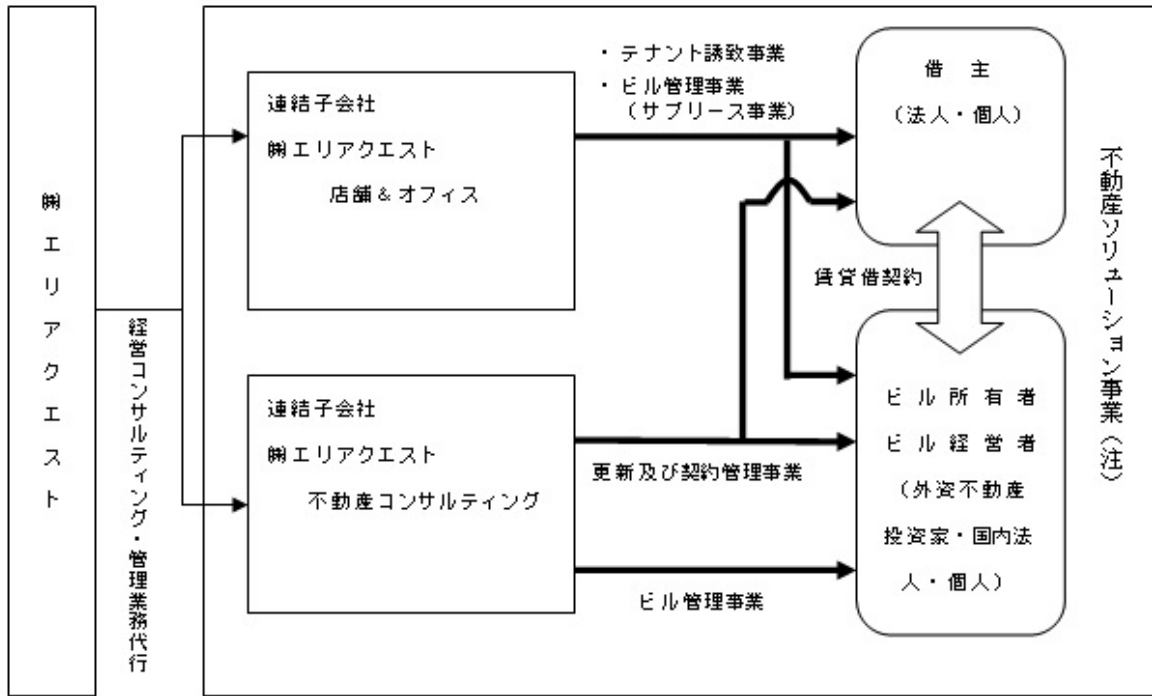 ㈱エリアクエスト
経営コンサルティング・管理業務代行
連結子会社
㈱エリアクエスト
店舗＆オフィス
連結子会社
㈱エリアクエスト
不動産コンサルティング
・テナント誘致事業
・ビル管理事業
（サブリース事業）
更新及び契約管理事業
ビル管理事業
借主
（法人・個人）
賃貸借契約
ビル所有者
ビル経営者
（外資不動産
投資家・国内法
人・個人）
不動産ソリューション事業（注）